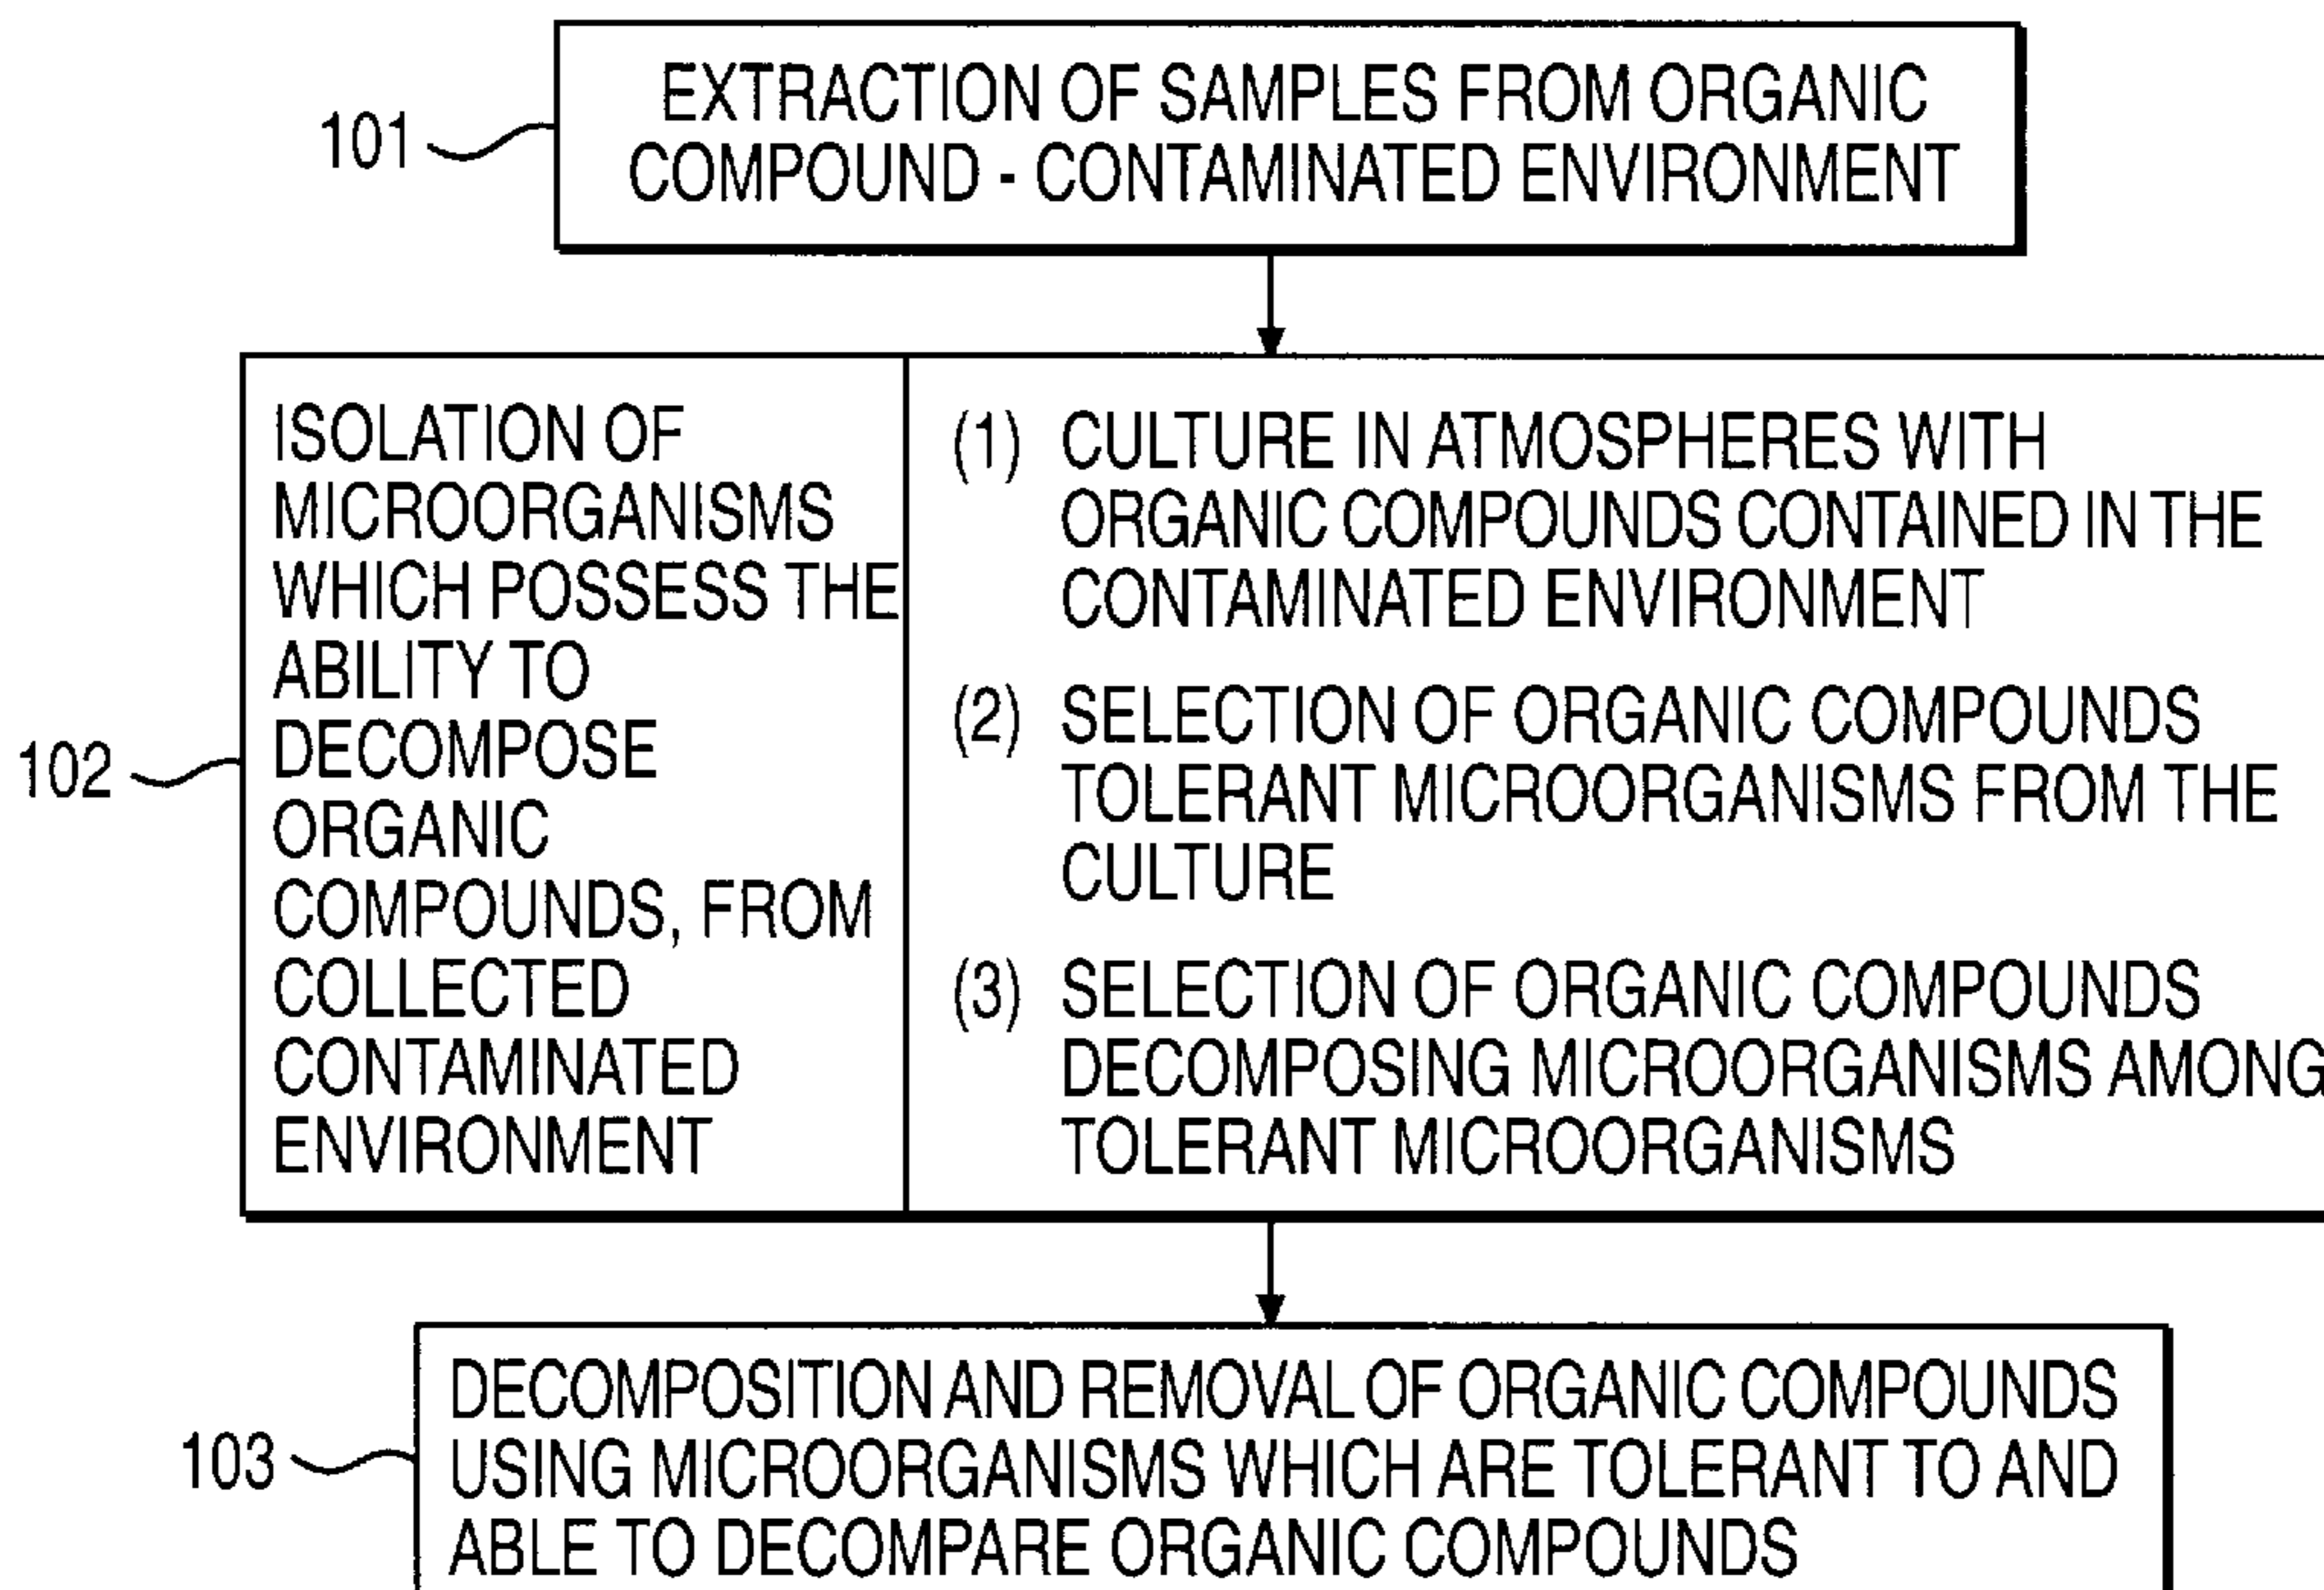 101
EXTRACTION OF SAMPLES FROM ORGANIC
COMPOUND - CONTAMINATED ENVIRONMENT
102
ISOLATION OF
MICROORGANISMS
WHICH POSSESS THE
ABILITY TO
DECOMPOSE
ORGANIC
COMPOUNDS, FROM
COLLECTED
CONTAMINATED
ENVIRONMENT
(1) CULTURE IN ATMOSPHERES WITH
ORGANIC COMPOUNDS CONTAINED IN THE
CONTAMINATED ENVIRONMENT
(2) SELECTION OF ORGANIC COMPOUNDS
TOLERANT MICROORGANISMS FROM THE
CULTURE
(3) SELECTION OF ORGANIC COMPOUNDS
DECOMPOSING MICROORGANISMS AMONG
TOLERANT MICROORGANISMS
103
DECOMPOSITION AND REMOVAL OF ORGANIC COMPOUNDS
USING MICROORGANISMS WHICH ARE TOLERANT TO AND
ABLE TO DECOMPARE ORGANIC COMPOUNDS